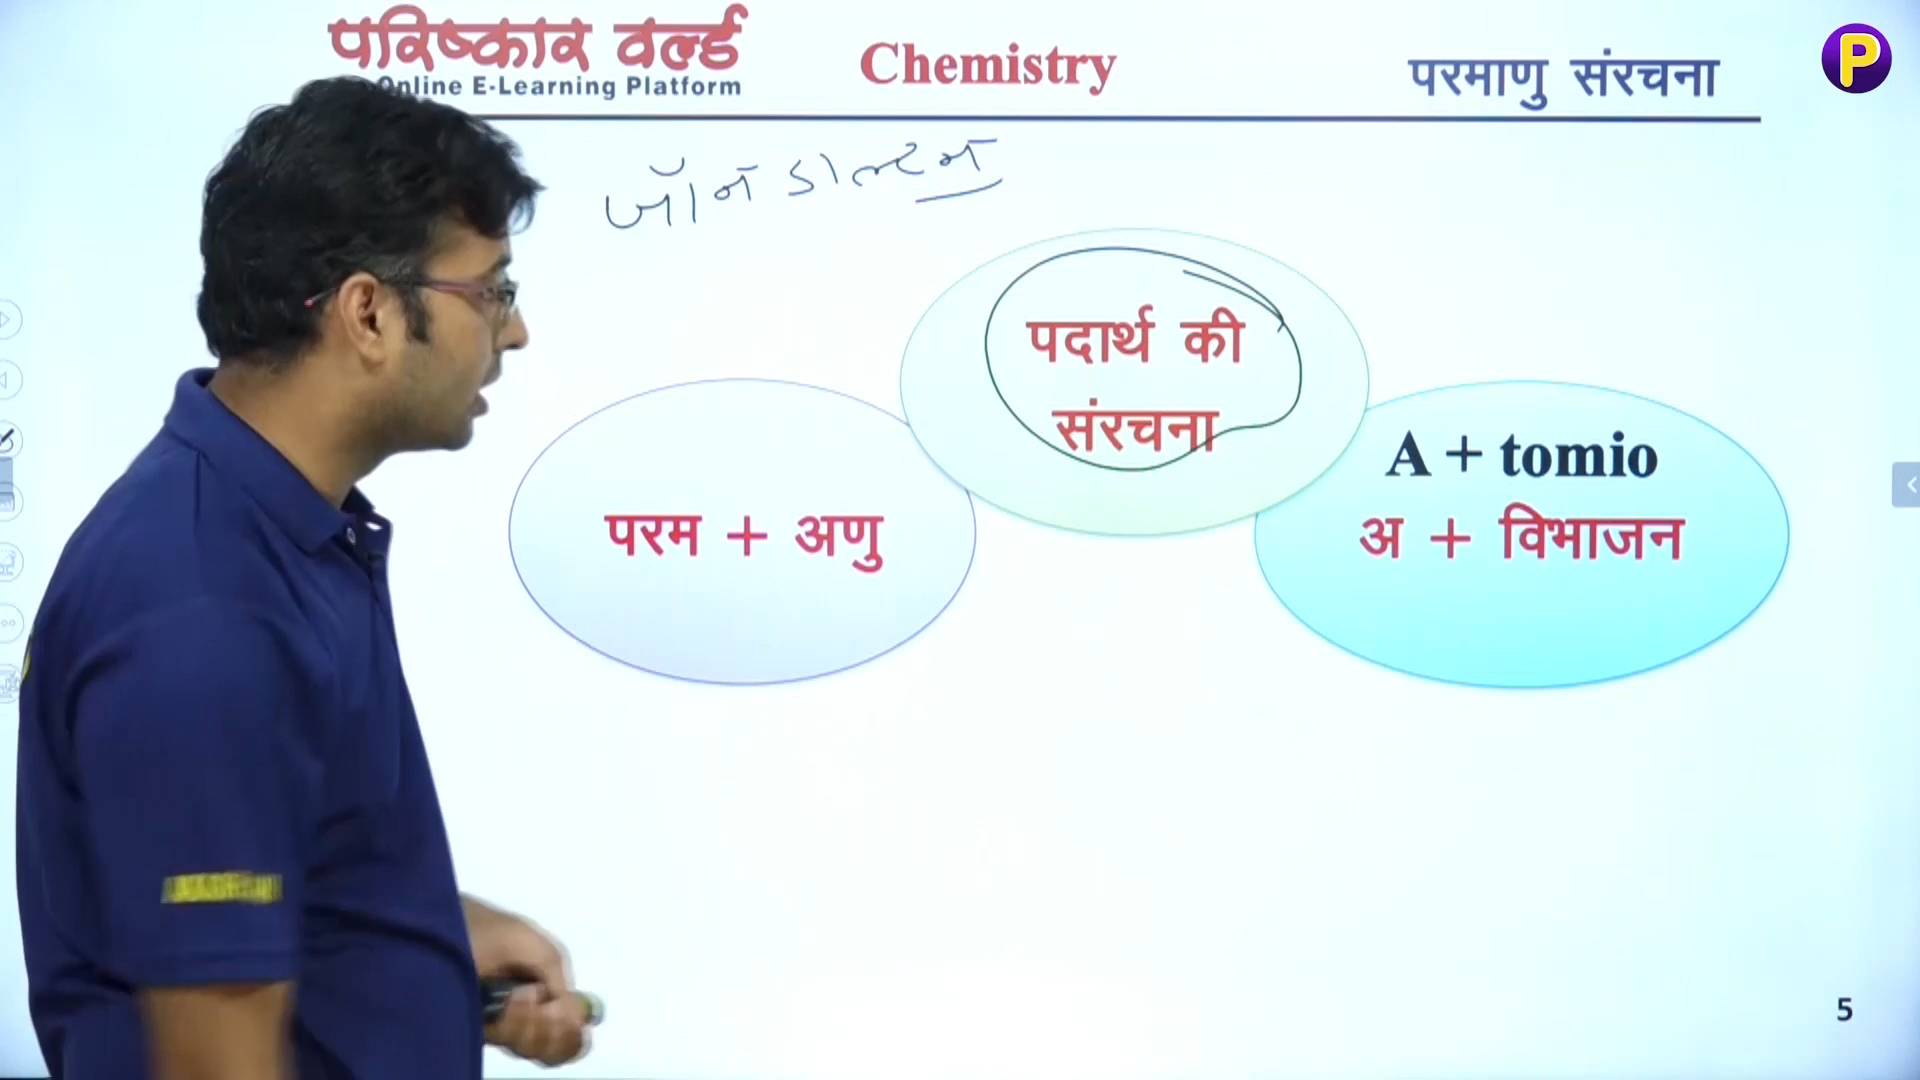 परिष्कार वर्ल्ड
Online E-Learning Platform
Chemistry
परमाणु संरचना
P
जॉन डाल्टन
पदार्थ की
संरचना
परम + अणु
A + tomio
अ + विभाजन
5